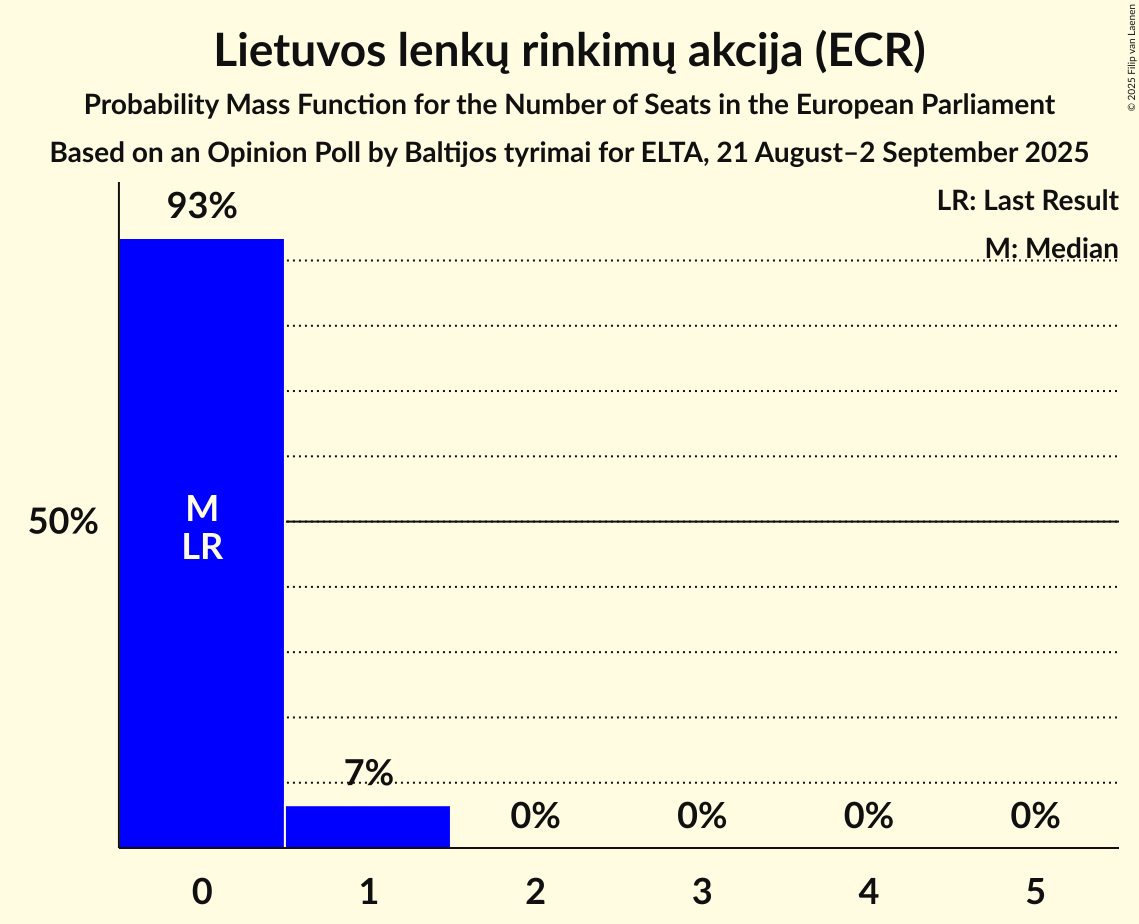 Lietuvos lenkų rinkimų akcija (ECR)
Probability Mass Function for the Number of Seats in the European Parliament
Based on an Opinion Poll by Baltijos tyrimai for ELTA, 21 August–2 September 2025
© 2025 Filip van Laenen
LR: Last Result
M: Median
93%
50%
M
LR
7%
0%
0%
0%
0%
0
1
2
3
4
5